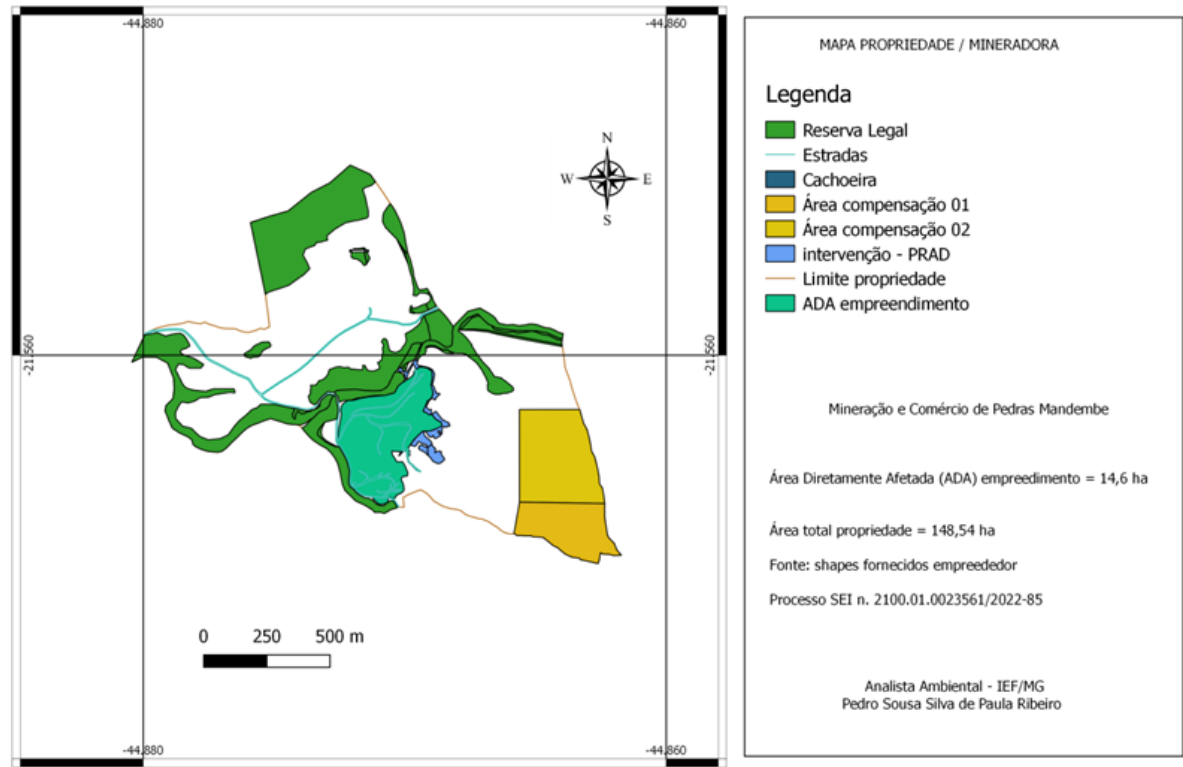 -44.880
-44.860
N
W
E
S
-21.560
-21.560
0 250 500 m
-44.880
-44.860
MAPA PROPRIEDADE / MINERADORA
Legenda
Reserva Legal
Estradas
Cachoeira
Área compensação 01
Área compensação 02
intervenção - PRAD
Limite propriedade
ADA empreendimento
Mineração e Comércio de Pedras Mandembe
Área Diretamente Afetada (ADA) empreedimento = 14,6 ha
Área total propriedade = 148,54 ha
Fonte: shapes fornecidos empreededor
Processo SEI n. 2100.01.0023561/2022-85
Analista Ambiental - IEF/MG
Pedro Sousa Silva de Paula Ribeiro